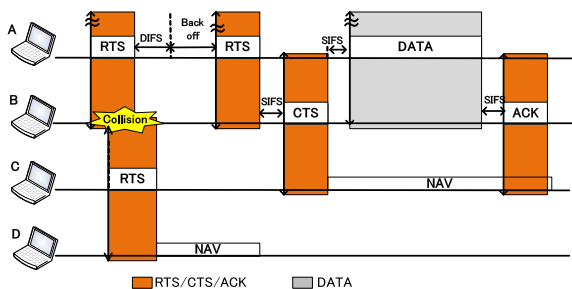 A
RTS
DIFS
Back
off
RTS
SIFS
DATA
B
Collision
SIFS
CTS
SIFS
ACK
C
RTS
NAV
D
NAV
RTS/CTS/ACK
DATA